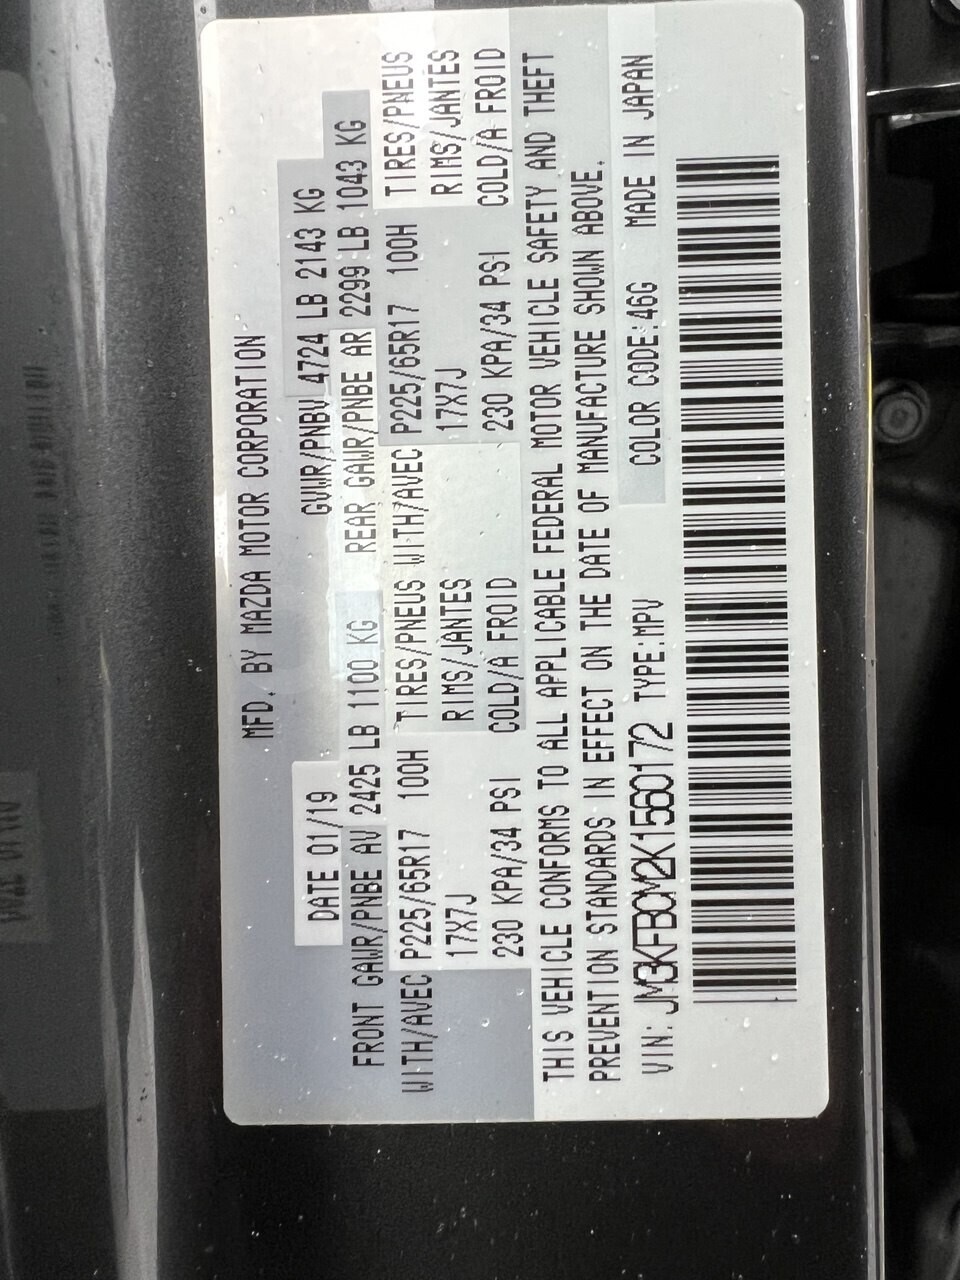 MFD. BY MAZDA MOTOR CORPORATION
DATE 01/19 GVWR/PNBV 4724 LB 2143 KG
FRONT GAWR/PNBE AV 2425 LB 1100 KG REAR GAWR/PNBE AR 2299 LB 1043 KG
WITH/AVEC P225/65R17 100H TIRES/PNEUS WITH/AVEC P225/65R17 100H TIRES/PNEUS
17X7J RIMS/JANTES 17X7J RIMS/JANTES
230 KPA/34 PSI COLD/A FROID 230 KPA/34 PSI COLD/A FROID
THIS VEHICLE CONFORMS TO ALL APPLICABLE FEDERAL MOTOR VEHICLE SAFETY AND THEFT
PREVENTION STANDARDS IN EFFECT ON THE DATE OF MANUFACTURE SHOWN ABOVE.
VIN: JM3KFBCM2K1560172 TYPE:MPV COLOR CODE:46G MADE IN JAPAN